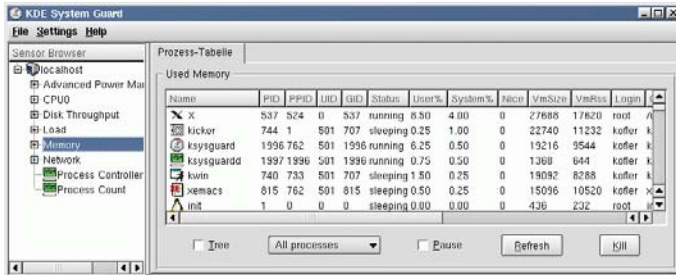 KDE System Guard
File Settings Help
Sensor Browser
localhost
Advanced Power Mar
CPU0
Disk Throughput
Load
Memory
Network
Process Controller
Process Count
Prozess-Tabelle
Used Memory
Name PID PPID UID GID Status User% System% Nice VmSize VmRss Login
X 537 524 0 537 running 8.50 4.00 0 27688 17620 root
kicker 744 1 501 707 sleeping 0.25 1.00 0 22740 11232 kofler k
ksysguard 1996 762 501 1996 running 6.25 0.50 0 19216 9544 kofler k
ksysguardd 1997 1996 501 1997 running 0.75 0.50 0 1368 644 kofler k
kwin 740 733 501 707 sleeping 1.50 0.25 0 19092 8288 kofler k
xemacs 815 762 501 815 sleeping 0.50 0.25 0 15096 10520 kofler x
init 1 0 0 0 sleeping 0.00 0.00 0 436 232 root
Tree All processes Pause Refresh Kill